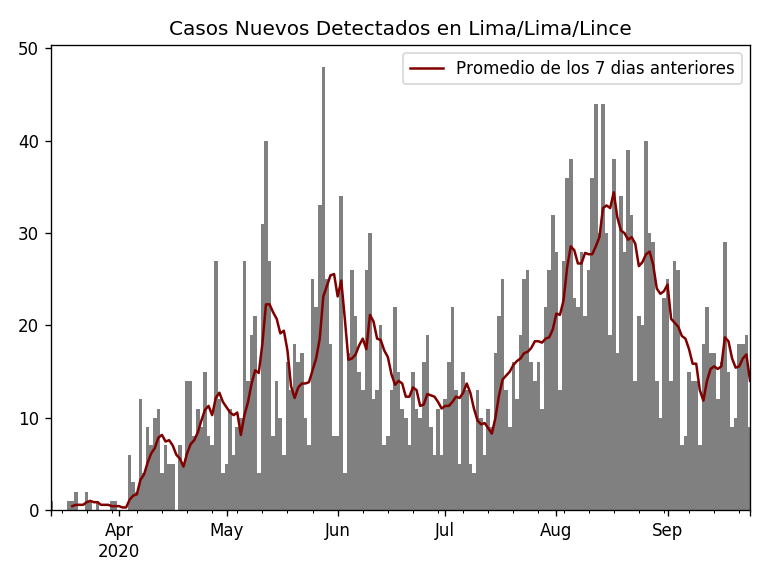 Casos Nuevos Detectados en Lima/Lima/Lince
Promedio de los 7 dias anteriores
50
40
30
20
10
0
Apr May Jun Jul Aug Sep
2020